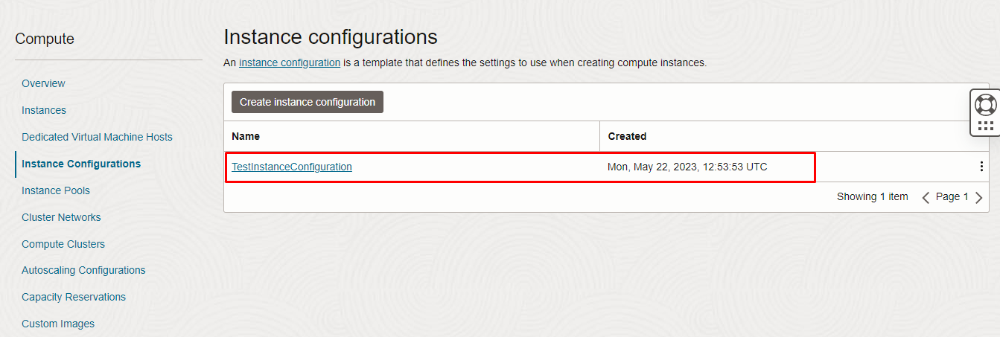 Compute
Overview
Instances
Dedicated Virtual Machine Hosts
Instance Configurations
Instance Pools
Cluster Networks
Compute Clusters
Autoscaling Configurations
Capacity Reservations
Custom Images
Instance configurations
An instance configuration is a template that defines the settings to use when creating compute instances.
Create instance configuration
Name Created
TestInstanceConfiguration Mon, May 22, 2023, 12:53:53 UTC
Showing 1 item Page 1